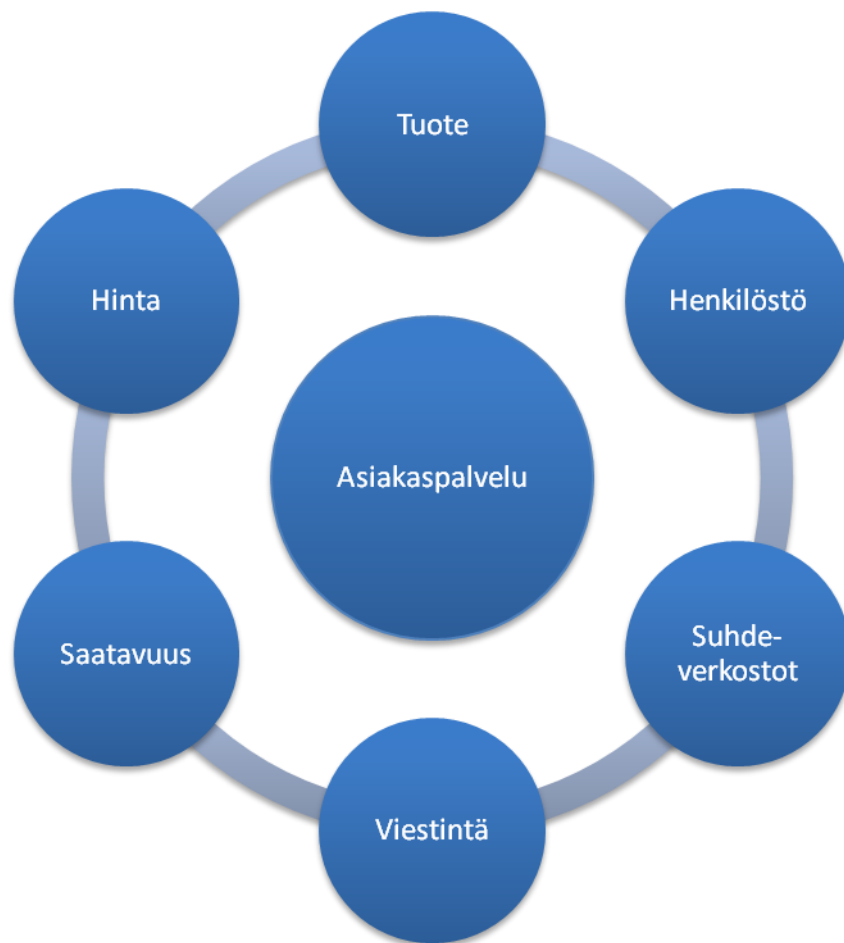 Tuote
Henkilöstö
Hinta
Asiakaspalvelu
Saatavuus
Suhde-
verkostot
Viestintä